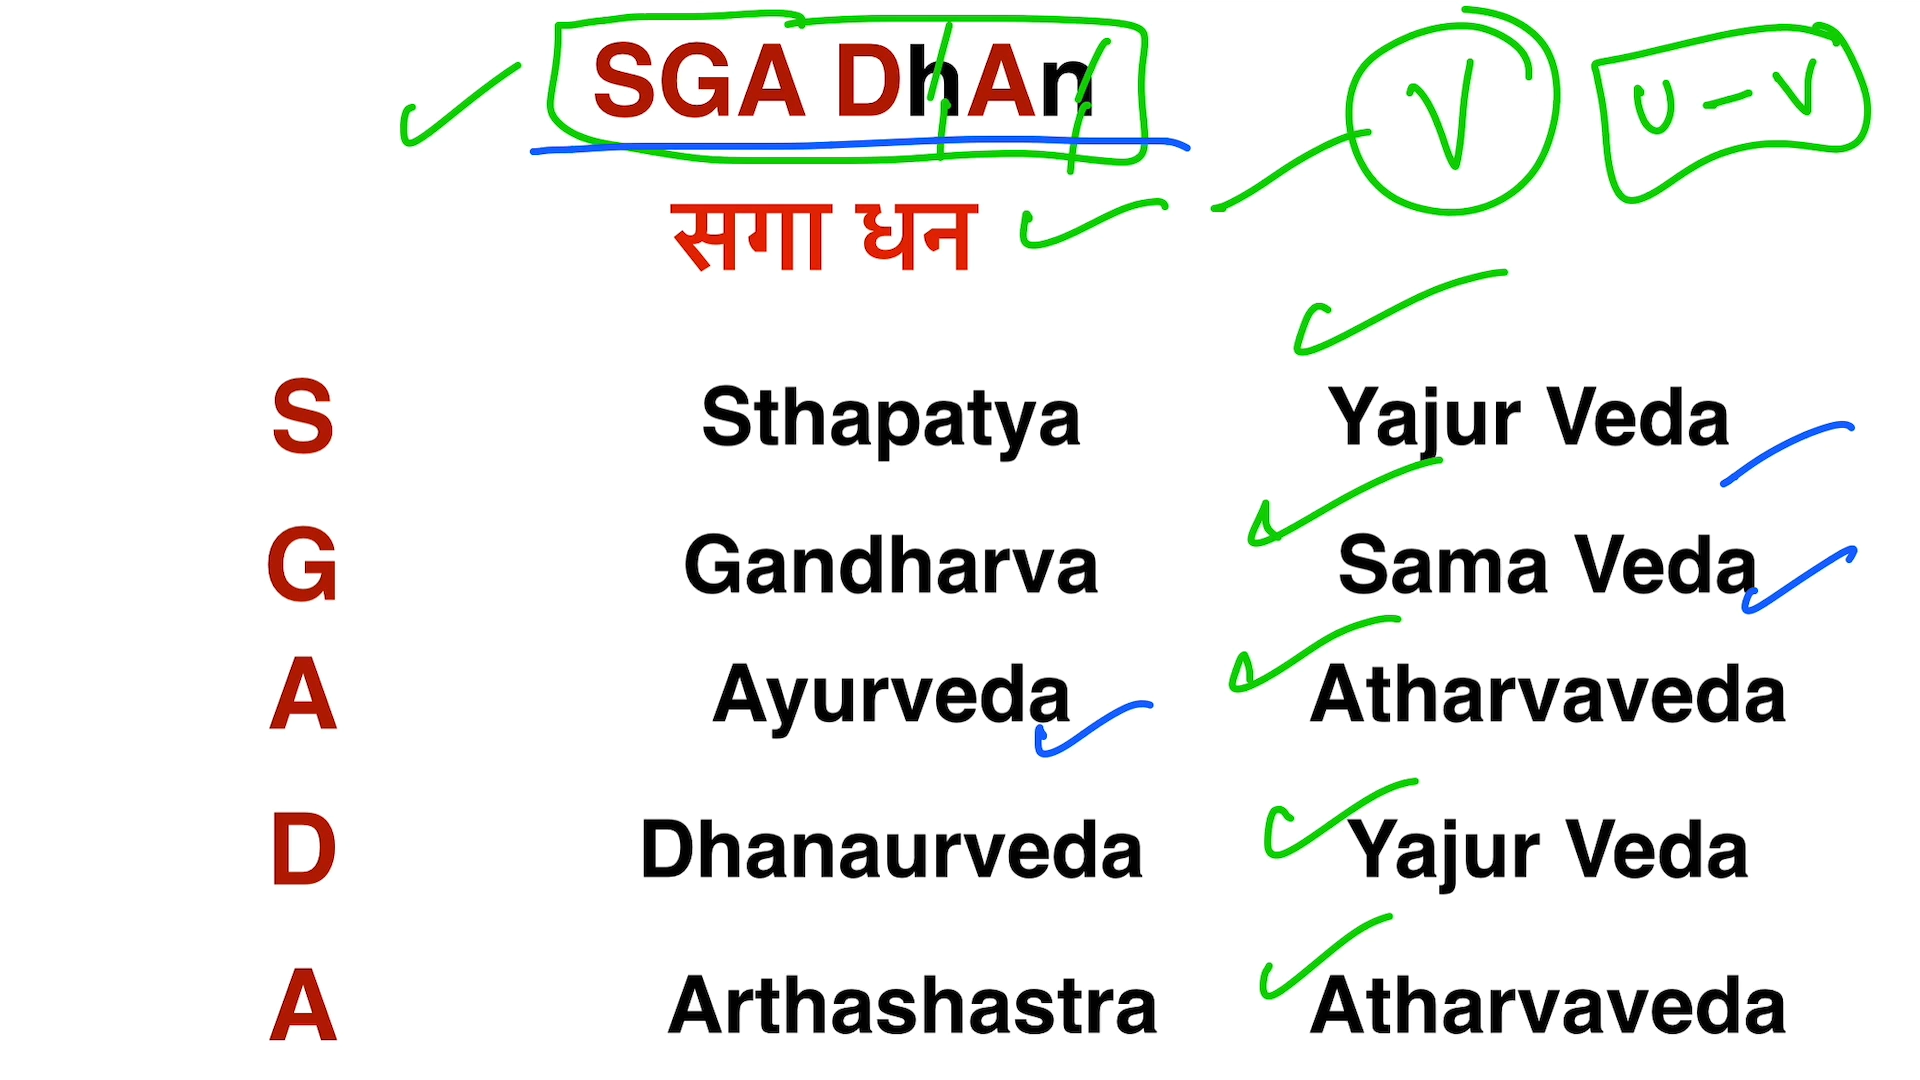 SGA DhAn
V
U - V
सगा धन
S Sthapatya Yajur Veda
G Gandharva Sama Veda
A Ayurveda Atharvaveda
D Dhanaurveda Yajur Veda
A Arthashastra Atharvaveda